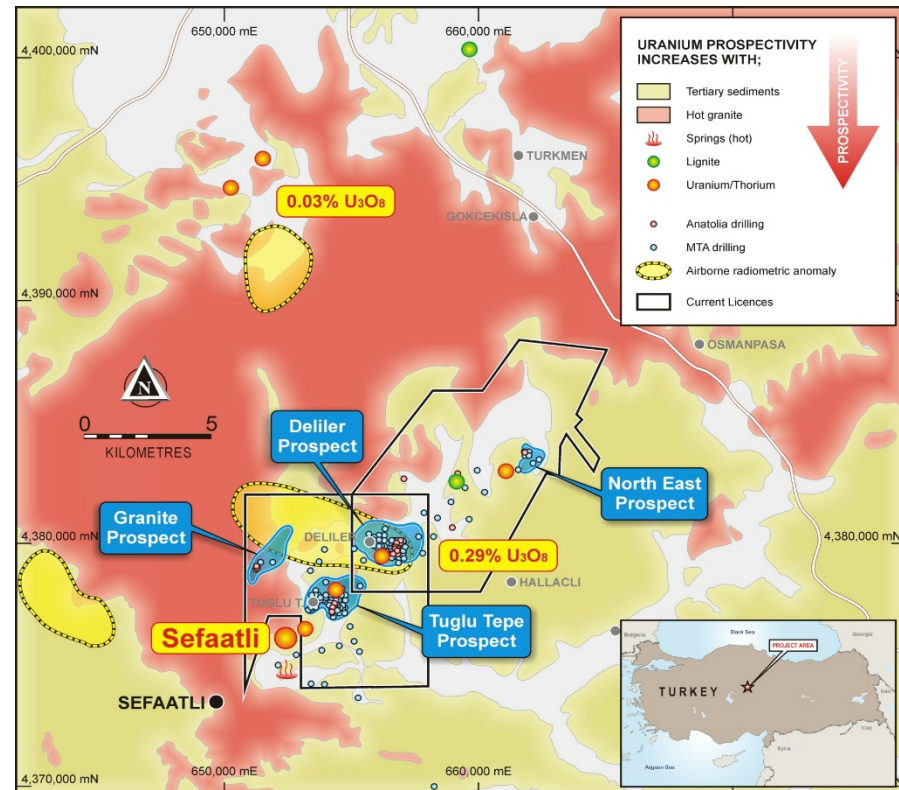 650,000 mE
660,000 mE
4,400,000 mN
URANIUM PROSPECTIVITY
INCREASES WITH;
Tertiary sediments
Hot granite
Springs (hot)
Lignite
Uranium/Thorium
Anatolia drilling
MTA drilling
Airborne radiometric anomaly
Current Licences
PROSPECTIVITY
TURKMEN
0.03% U₃O₈
GOKCEKISLA
4,390,000 mN
OSMANPASA
N
0
5
KILOMETRES
Deliler
Prospect
North East
Prospect
Granite
Prospect
4,380,000 mN
DELILER
0.29% U₃O₈
4,380,000 mN
HALLACLI
TUGLU T.
Tuglu Tepe
Prospect
Sefaatli
SEFAATLI
Bulgaria
Black Sea
Georgia
PROJECT AREA
TURKEY
Iran
Iraq
Syria
Aegean Sea
4,370,000 mN
650,000 mE
660,000 mE